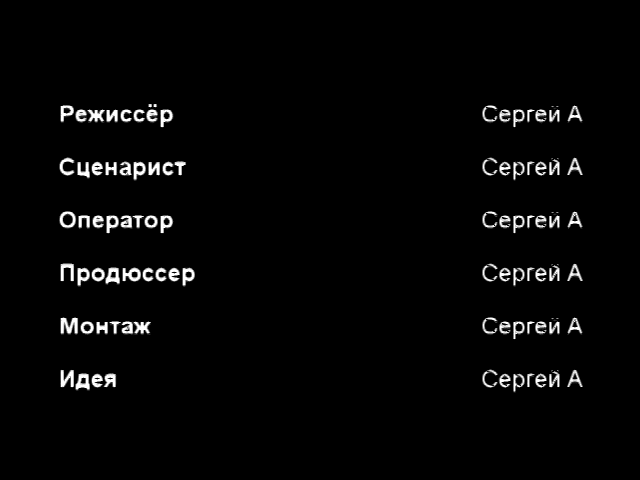 Режиссёр Сергей А
Сценарист Сергей А
Оператор Сергей А
Продюссер Сергей А
Монтаж Сергей А
Идея Сергей А